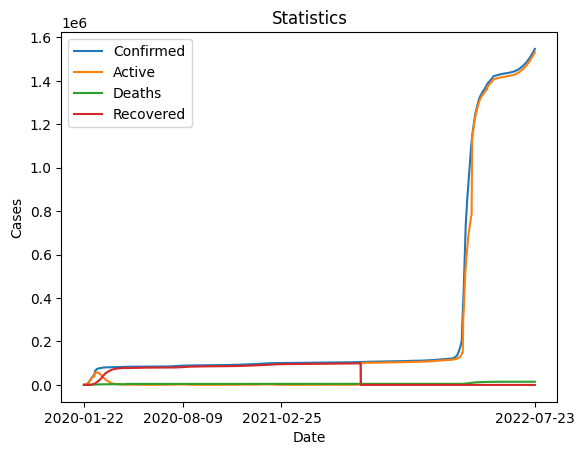 Statistics
1e6
1.6
1.4
1.2
1.0
0.8
0.6
0.4
0.2
0.0
Cases
Confirmed
Active
Deaths
Recovered
2020-01-22 2020-08-09 2021-02-25 2022-07-23
Date